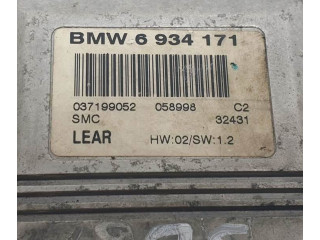 BMW 6 934 171
037199052 058998 C2
SMC 32431
LEAR HW:02/SW:1.2